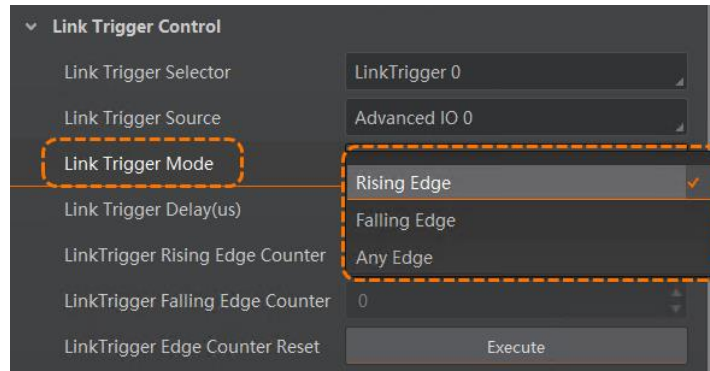 Link Trigger Control
Link Trigger Selector LinkTrigger 0
Link Trigger Source Advanced IO 0
Link Trigger Mode
Rising Edge
Link Trigger Delay(us)
Falling Edge
LinkTrigger Rising Edge Counter Any Edge
LinkTrigger Falling Edge Counter 0
LinkTrigger Edge Counter Reset Execute